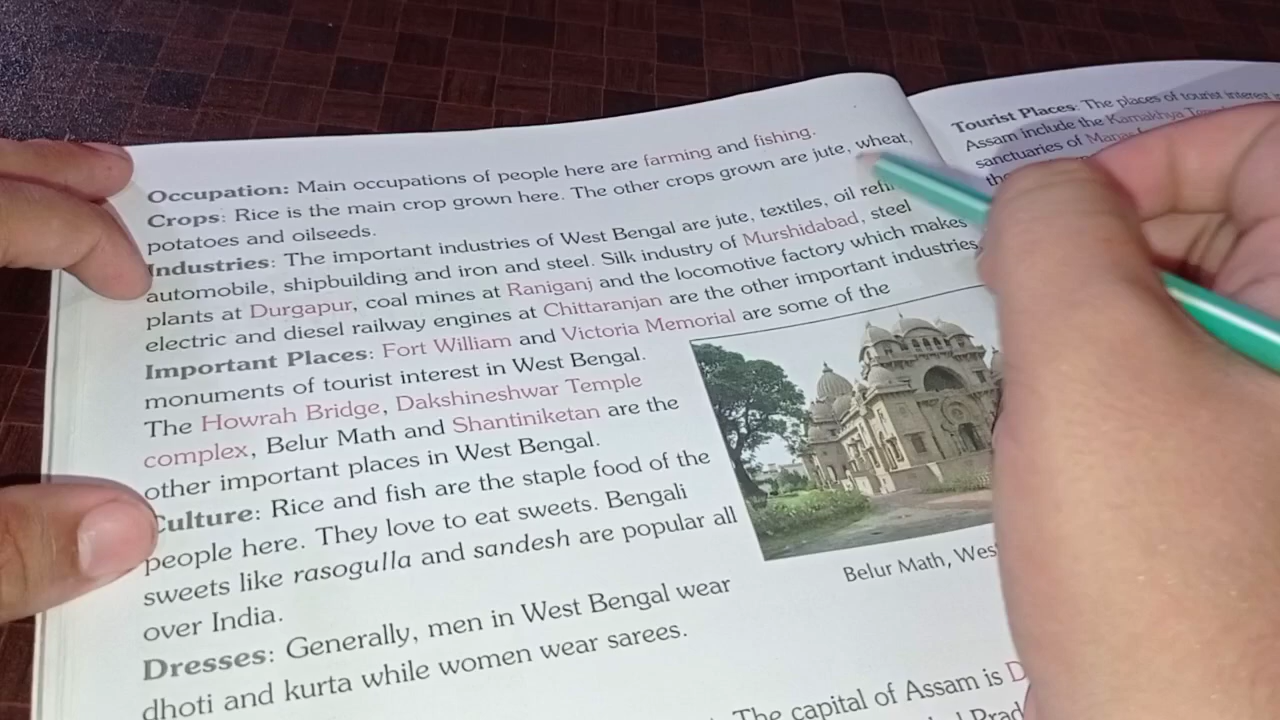 Occupation: Main occupations of people here are farming and fishing.
Crops: Rice is the main crop grown here. The other crops grown are jute, wheat,
potatoes and oilseeds.
Industries: The important industries of West Bengal are jute, textiles, oil
automobile, shipbuilding and iron and steel. Silk industry of Murshidabad, steel
plants at Durgapur, coal mines at Raniganj and the locomotive factory which makes
electric and diesel railway engines at Chittaranjan are the other important industries.
Important Places: Fort William and Victoria Memorial are some of the
monuments of tourist interest in West Bengal.
The Howrah Bridge, Dakshineshwar Temple
complex, Belur Math and Shantiniketan are the
other important places in West Bengal.
Culture: Rice and fish are the staple food of the
people here. They love to eat sweets. Bengali
sweets like rasogulla and sandesh are popular all
over India.
Dresses: Generally, men in West Bengal wear
dhoti and kurta while women wear sarees.
Belur Math,
The capital of Assam is
Tourist Places: The places of tourist interest
Assam include the Kamakhya
sanctuaries of